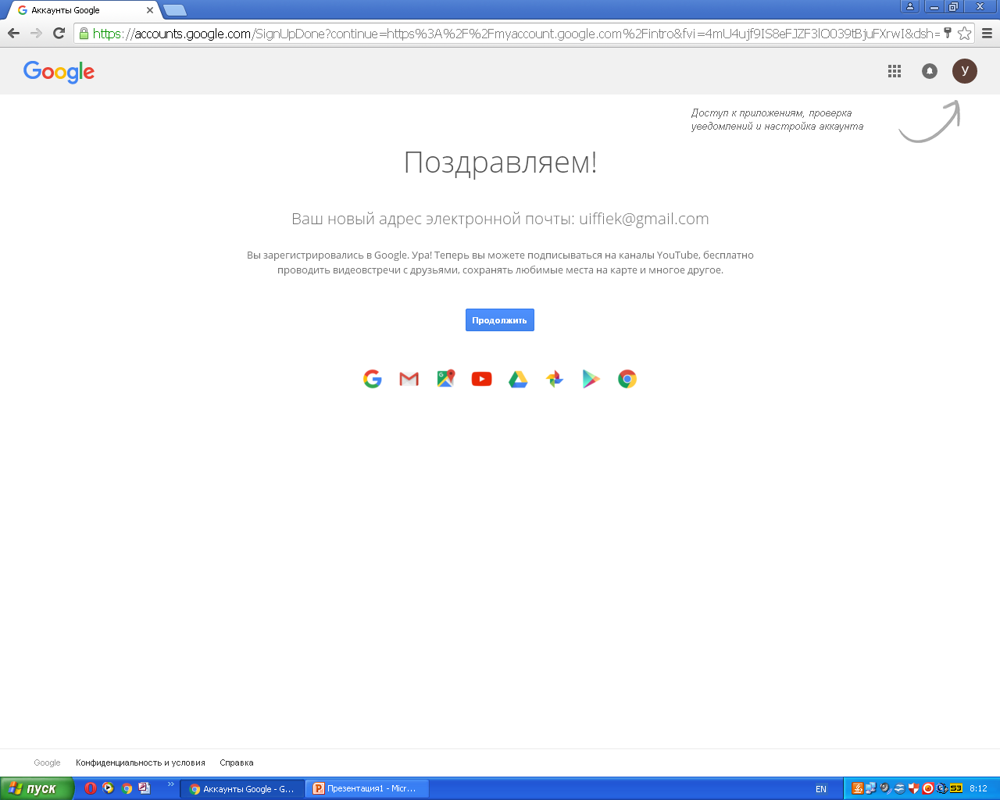 Аккаунты Google
https://accounts.google.com/SignUpDone?continue=https%3A%2F%2Fmyaccount.google.com%2Fintro&fvi=4mU4ujf9IS8eFJZF3lO039tBjuFXrwI&dsh=
Google
У
Доступ к приложениям, проверка
уведомлений и настройка аккаунта
Поздравляем!
Ваш новый адрес электронной почты: uiffiek@gmail.com
Вы зарегистрировались в Google. Ура! Теперь вы можете подписываться на каналы YouTube, бесплатно
проводить видеовстречи с друзьями, сохранять любимые места на карте и многое другое.
Продолжить
Google Конфиденциальность и условия Справка
пуск
Аккаунты Google - G...
Презентация1 - Micr...
EN
8:12